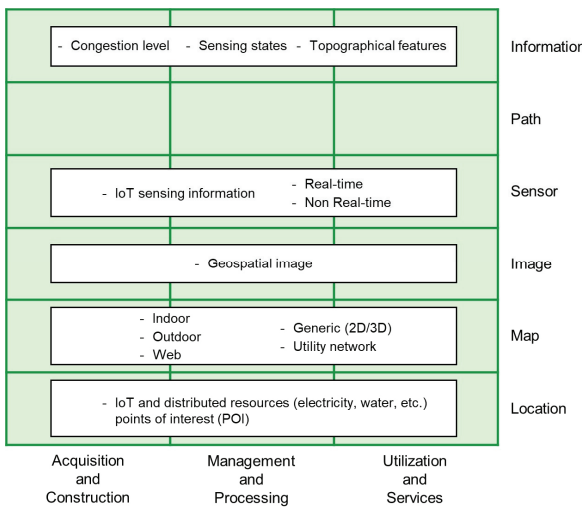 - Congestion level - Sensing states - Topographical features
Information
Path
- IoT sensing information
- Real-time
- Non Real-time
Sensor
- Geospatial image
Image
- Indoor
- Outdoor
- Web
- Generic (2D/3D)
- Utility network
Map
- IoT and distributed resources (electricity, water, etc.)
points of interest (POI)
Location
Acquisition
and
Construction
Management
and
Processing
Utilization
and
Services